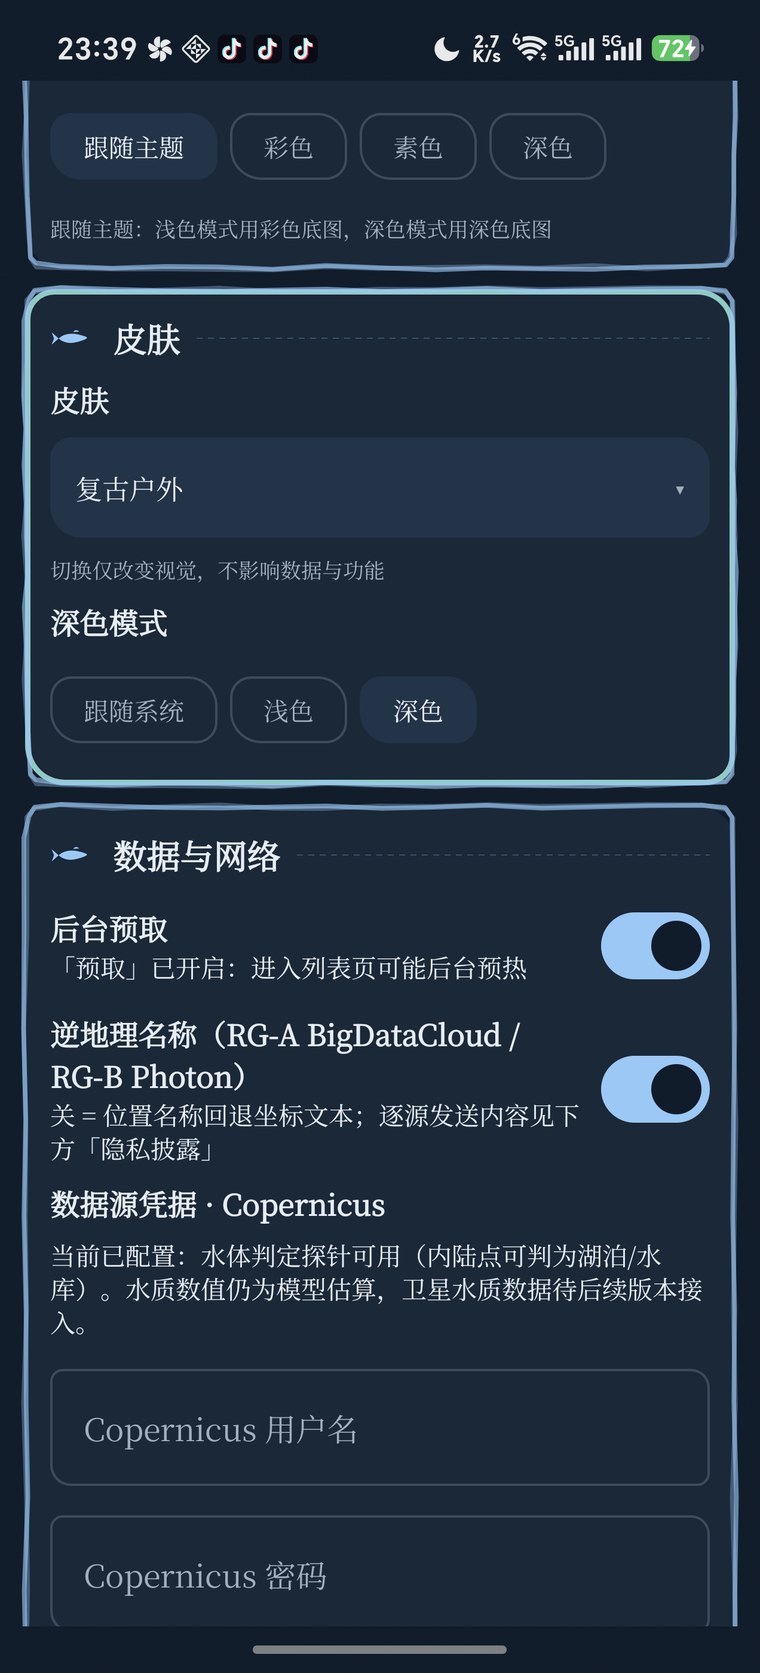 23:39
2.7
K/s
6
5G
5G
72
跟随主题
彩色
素色
深色
跟随主题：浅色模式用彩色底图，深色模式用深色底图
皮肤
皮肤
复古户外
切换仅改变视觉，不影响数据与功能
深色模式
跟随系统
浅色
深色
数据与网络
后台预取
「预取」已开启：进入列表页可能后台预热
逆地理名称（RG-A BigDataCloud /
RG-B Photon）
关 = 位置名称回退坐标文本；逐源发送内容见下
方「隐私披露」
数据源凭据 · Copernicus
当前已配置：水体判定探针可用（内陆点可判为湖泊/水
库）。水质数值仍为模型估算，卫星水质数据待后续版本接
入。
Copernicus 用户名
Copernicus 密码